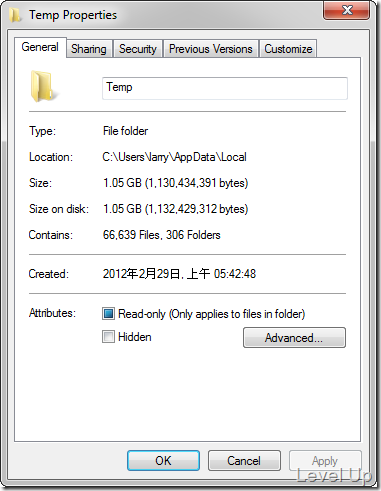 Temp Properties
General Sharing Security Previous Versions Customize
Temp
Type: File folder
Location: C:\Users\larry\AppData\Local
Size: 1.05 GB (1,130,434,391 bytes)
Size on disk: 1.05 GB (1,132,429,312 bytes)
Contains: 66,639 Files, 306 Folders
Created: 2012年2月29日, 上午 05:42:48
Attributes: Read-only (Only applies to files in folder)
Hidden Advanced...
OK Cancel Apply
Level Up